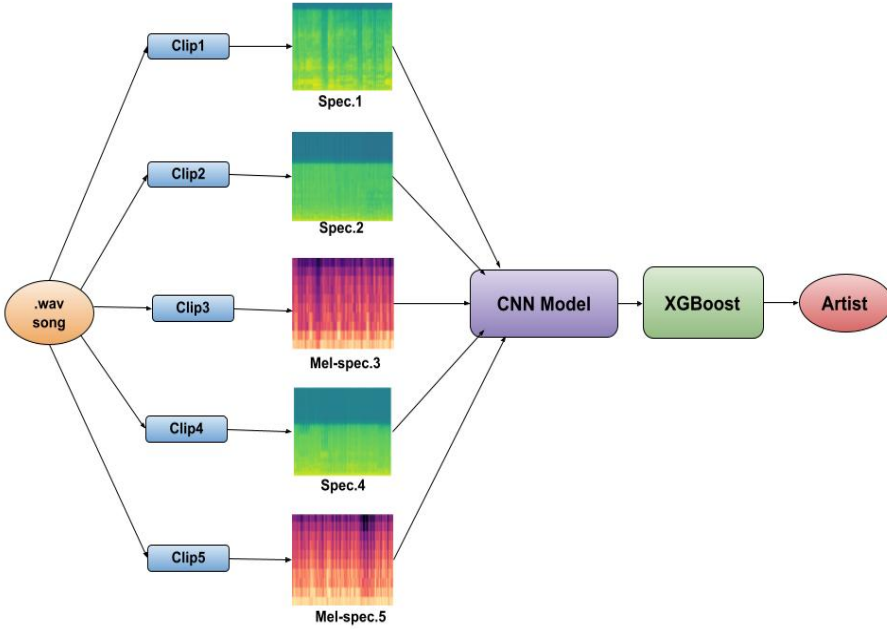 Clip1
Spec.1
Clip2
Spec.2
.wav
song
Clip3
Mel-spec.3
CNN Model
XGBoost
Artist
Clip4
Spec.4
Clip5
Mel-spec.5